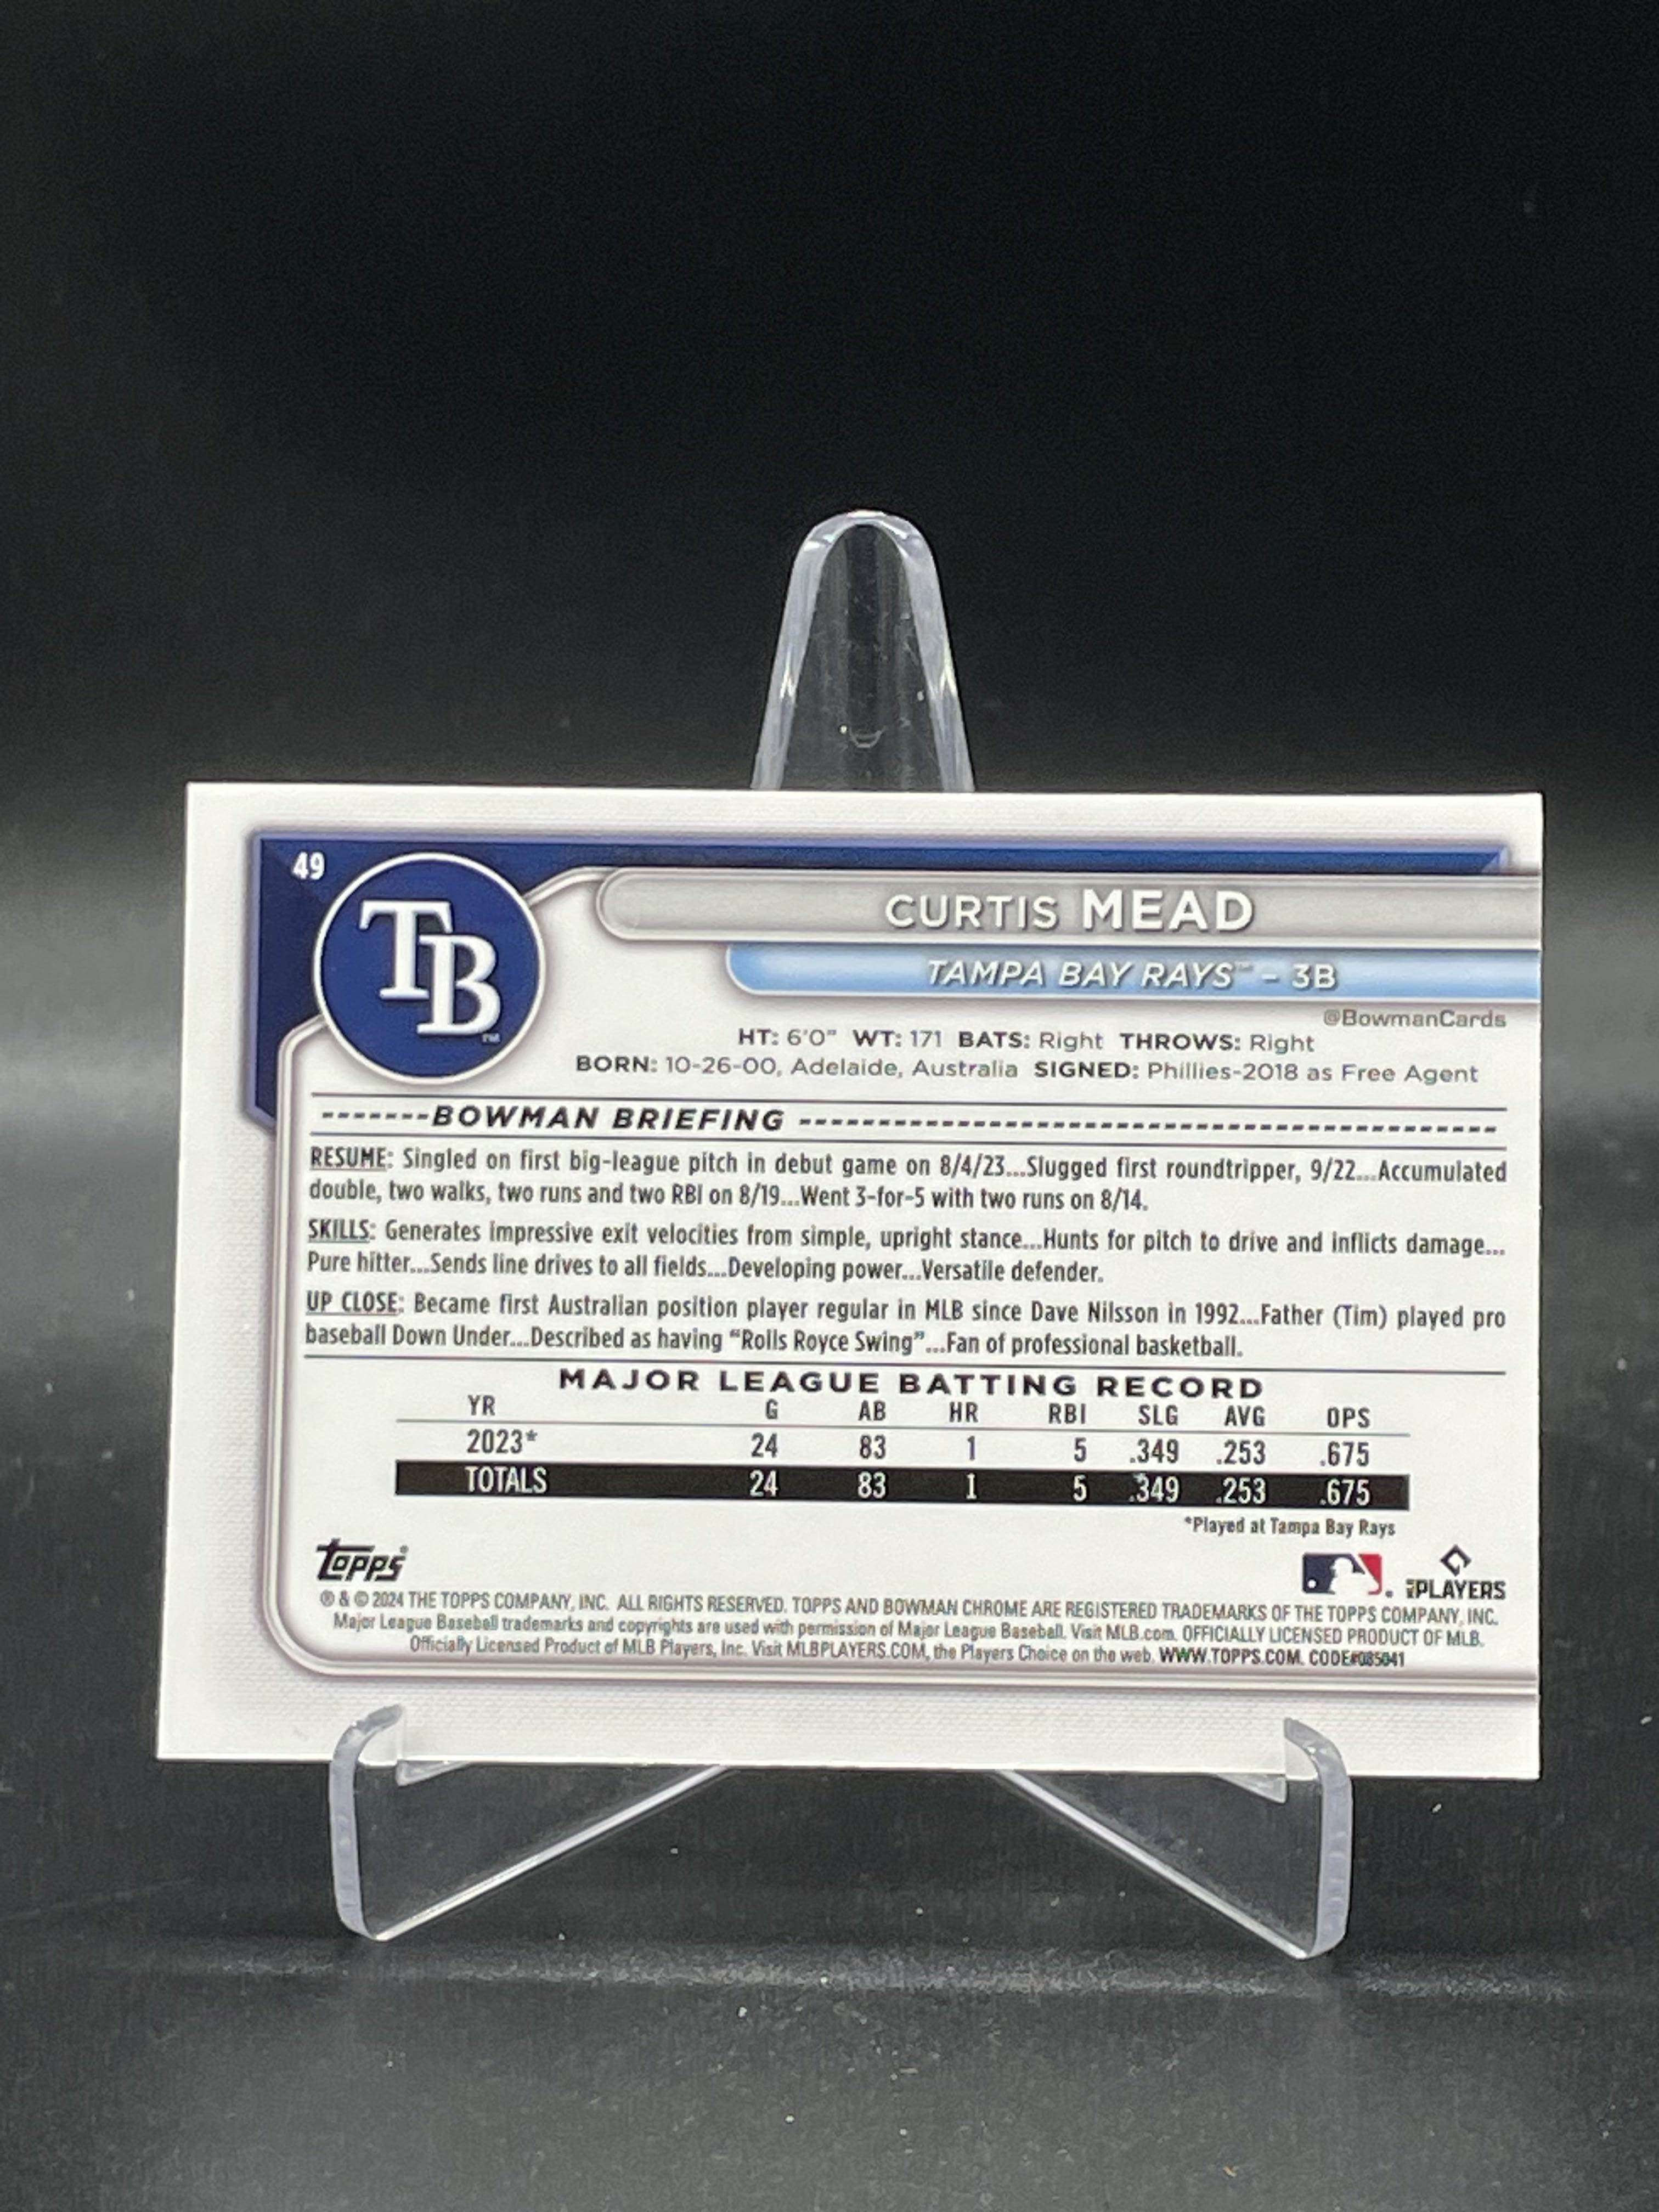 49
TB™
CURTIS MEAD
TAMPA BAY RAYS™ – 3B
@BowmanCards
HT: 6'0" WT: 171 BATS: Right THROWS: Right
BORN: 10-26-00, Adelaide, Australia SIGNED: Phillies-2018 as Free Agent
-------BOWMAN BRIEFING --------------------------------------------
RESUME: Singled on first big-league pitch in debut game on 8/4/23...Slugged first roundtripper, 9/22...Accumulated
double, two walks, two runs and two RBI on 8/19...Went 3-for-5 with two runs on 8/14.
SKILLS: Generates impressive exit velocities from simple, upright stance...Hunts for pitch to drive and inflicts damage...
Pure hitter...Sends line drives to all fields...Developing power...Versatile defender.
UP CLOSE: Became first Australian position player regular in MLB since Dave Nilsson in 1992...Father (Tim) played pro
baseball Down Under...Described as having “Rolls Royce Swing”...Fan of professional basketball.
MAJOR LEAGUE BATTING RECORD
YR G AB HR RBI SLG AVG OPS
2023* 24 83 1 5 .349 .253 .675
TOTALS 24 83 1 5 .349 .253 .675
*Played at Tampa Bay Rays
Topps®
PLAYERS
® & © 2024 THE TOPPS COMPANY, INC. ALL RIGHTS RESERVED. TOPPS AND BOWMAN CHROME ARE REGISTERED TRADEMARKS OF THE TOPPS COMPANY, INC.
Major League Baseball trademarks and copyrights are used with permission of Major League Baseball. Visit MLB.com. OFFICIALLY LICENSED PRODUCT OF MLB.
Officially Licensed Product of MLB Players, Inc. Visit MLBPLAYERS.COM, the Players Choice on the web. WWW.TOPPS.COM. CODE#085041